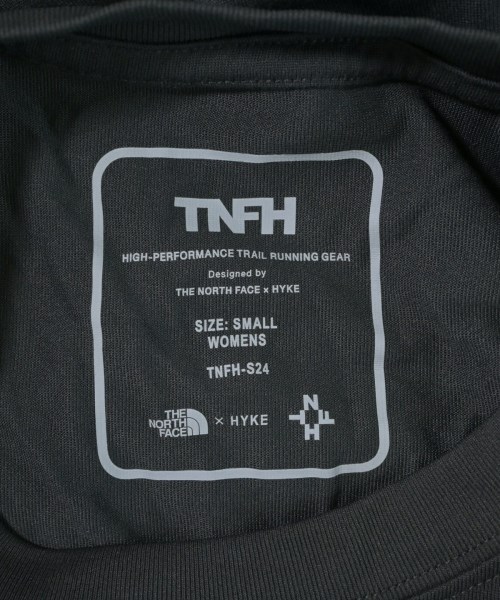 TNFH
HIGH-PERFORMANCE TRAIL RUNNING GEAR
Designed by
THE NORTH FACE × HYKE
SIZE: SMALL
WOMENS
TNFH-S24
THE
NORTH
FACE × HYKE
T N F H